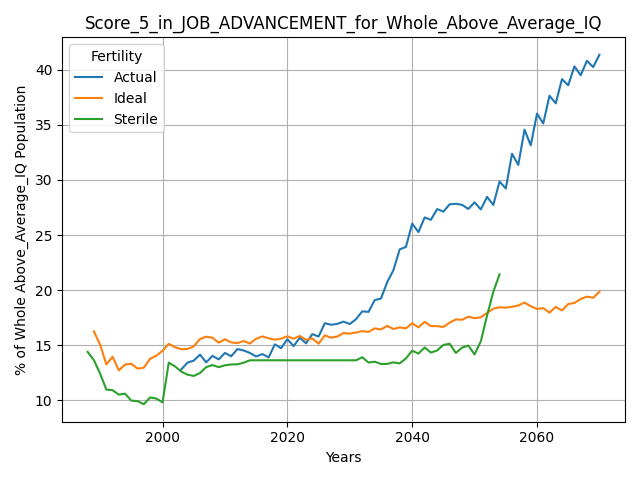 Score_5_in_JOB_ADVANCEMENT_for_Whole_Above_Average_IQ
Fertility
Actual
Ideal
Sterile
% of Whole Above_Average_IQ Population
40
35
30
25
20
15
10
2000
2020
2040
2060
Years